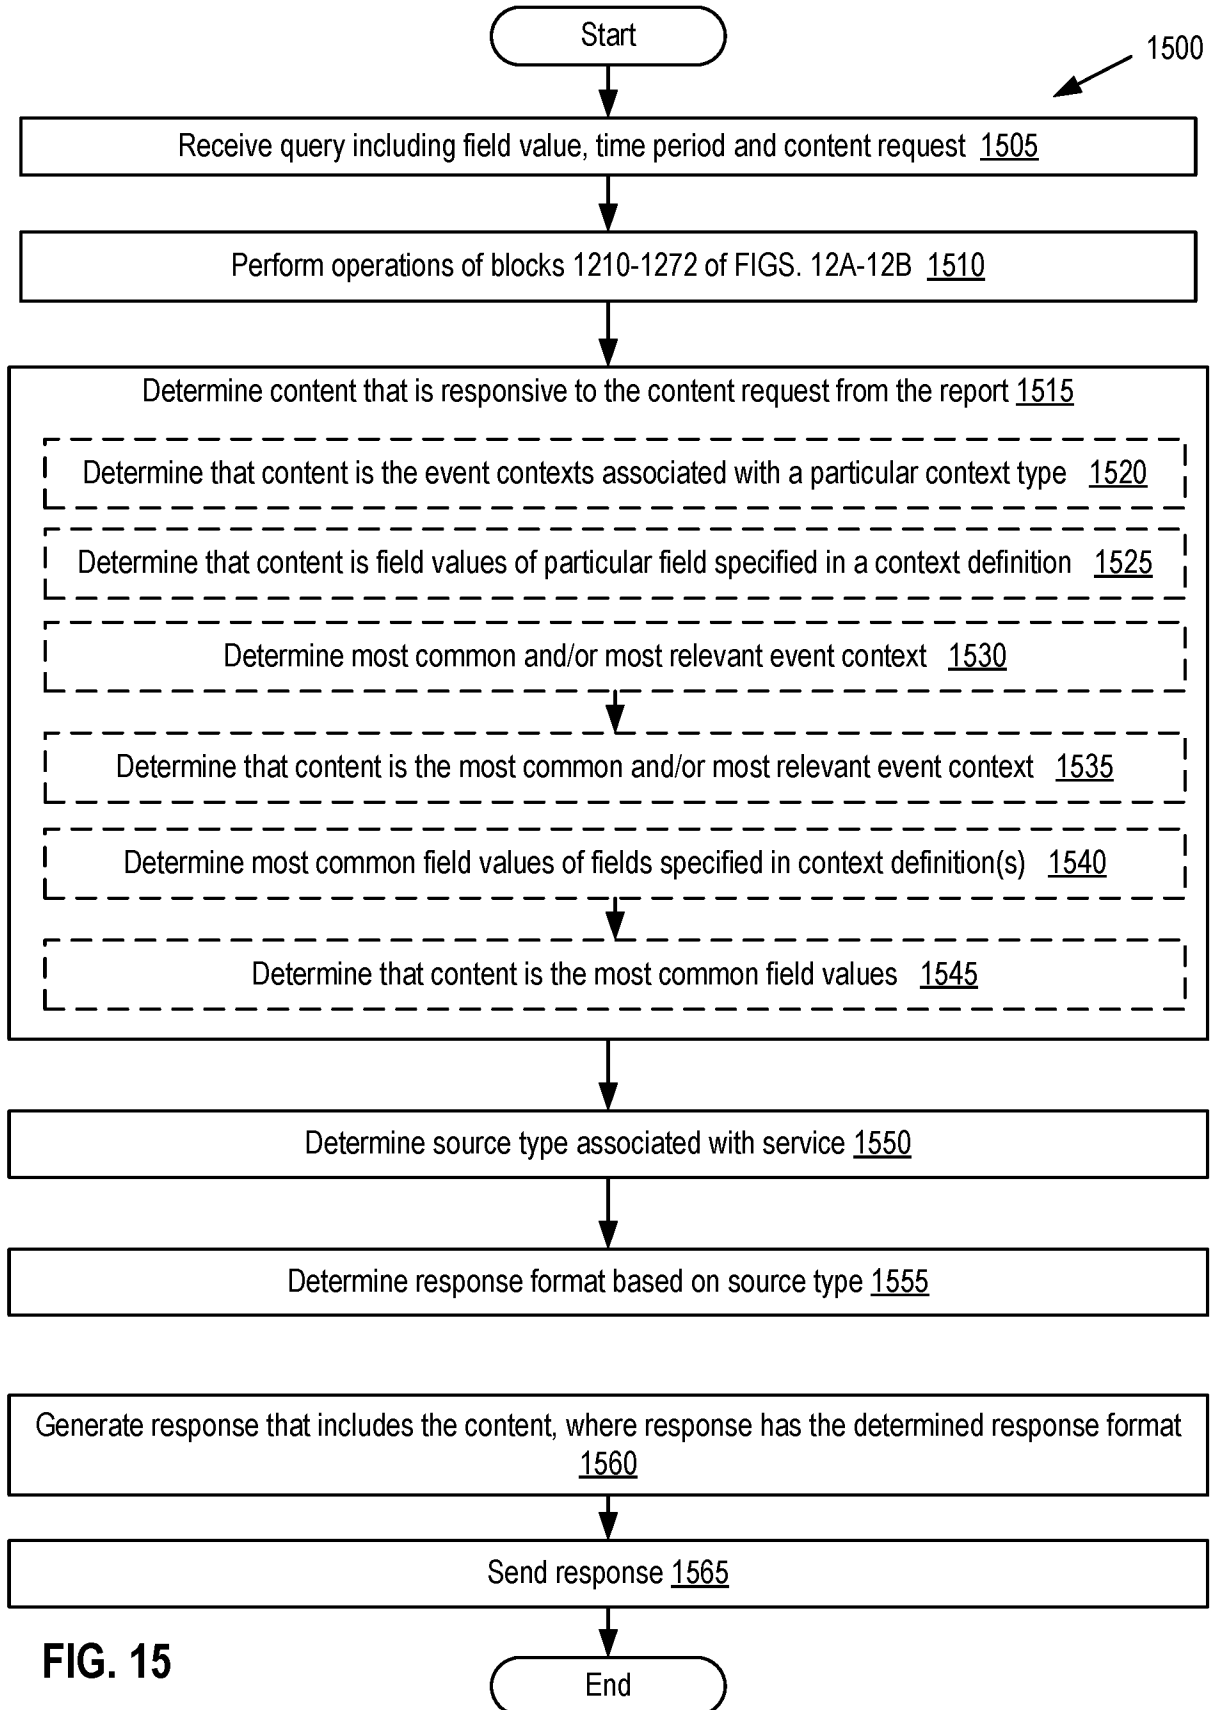 Start
1500
Receive query including field value, time period and content request 1505
Perform operations of blocks 1210-1272 of FIGS. 12A-12B 1510
Determine content that is responsive to the content request from the report 1515
Determine that content is the event contexts associated with a particular context type 1520
Determine that content is field values of particular field specified in a context definition 1525
Determine most common and/or most relevant event context 1530
Determine that content is the most common and/or most relevant event context 1535
Determine most common field values of fields specified in context definition(s) 1540
Determine that content is the most common field values 1545
Determine source type associated with service 1550
Determine response format based on source type 1555
Generate response that includes the content, where response has the determined response format
1560
Send response 1565
FIG. 15
End